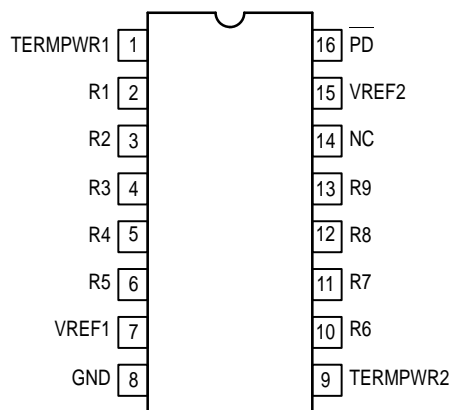 TERMPWR1 1 16 P̅D̅
R1 2 15 VREF2
R2 3 14 NC
R3 4 13 R9
R4 5 12 R8
R5 6 11 R7
VREF1 7 10 R6
GND 8 9 TERMPWR2